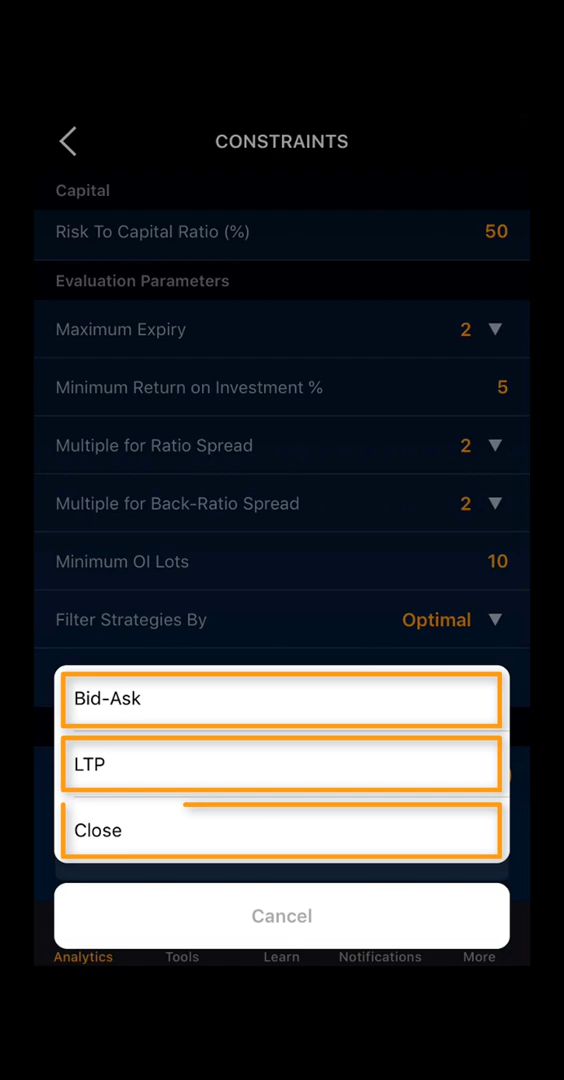 CONSTRAINTS
Capital
Risk To Capital Ratio (%) 50
Evaluation Parameters
Maximum Expiry 2 ▼
Minimum Return on Investment % 5
Multiple for Ratio Spread 2 ▼
Multiple for Back-Ratio Spread 2 ▼
Minimum OI Lots 10
Filter Strategies By Optimal ▼
Bid-Ask
LTP
Close
Cancel
Analytics Tools Learn Notifications More